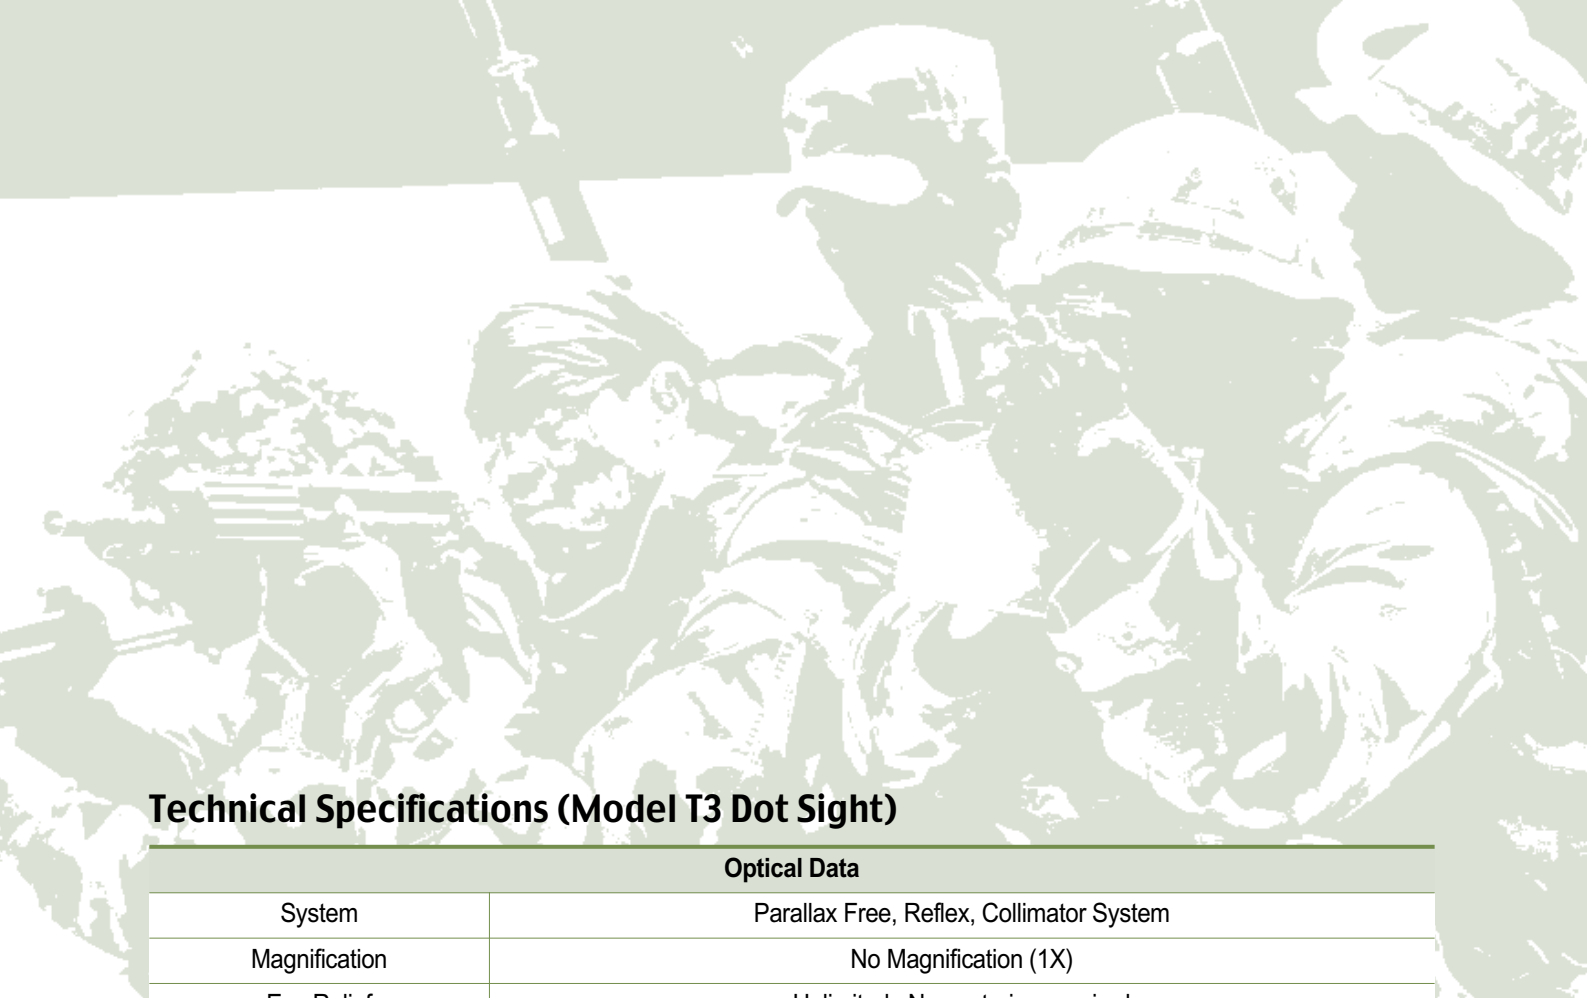 Technical Specifications (Model T3 Dot Sight)
Optical Data
System Parallax Free, Reflex, Collimator System
Magnification No Magnification (1X)